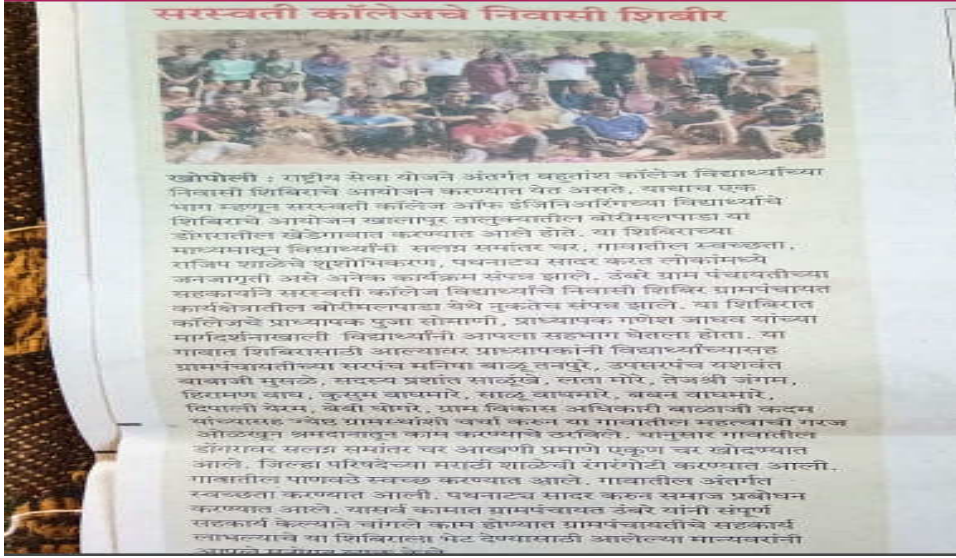 सरस्वती कॉलेजचे निवासी शिबीर
खोपोली : राष्ट्रीय सेवा योजने अंतर्गत बहुतांश कॉलेज विद्यार्थ्यांच्या
निवासी शिबिराचे आयोजन करण्यात येत असते. याचाच एक
भाग म्हणून सरस्वती कॉलेज ऑफ इंजिनिअरिंगच्या विद्यार्थ्यांचे
शिबिराचे आयोजन खालापूर तालुक्यातील बोरीमलपाडा या
डोंगरातील खेडेगावात करण्यात आले होते. या शिबिराच्या
माध्यमातून विद्यार्थ्यांनी सलग्न समांतर चर, गावातील स्वच्छता,
राजिप शाळेचे शुशोभिकरण, पथनाट्य सादर करत लोकांमध्ये
जनजागृती असे अनेक कार्यक्रम संपन्न झाले. ठंबरे ग्राम पंचायतीच्या
सहकार्याने सरस्वती कॉलेज विद्यार्थ्यांचे निवासी शिबिर ग्रामपंचायत
कार्यक्षेत्रातील बोरीमलपाडा येथे नुकतेच संपन्न झाले. या शिबिरात
कॉलेजचे प्राध्यापक पुजा सोमाणी, प्राध्यापक गणेश जाधव यांच्या
मार्गदर्शनाखाली विद्यार्थ्यांनी आपला सहभाग घेतला होता. या
गावात शिबिरासाठी आल्यावर प्राध्यापकांनी विद्यार्थ्यांच्यासह
ग्रामपंचायतीच्या सरपंच मनिषा बाळू तनपुरे, उपसरपंच यशवंत
बाबाजी मुसळे, सदस्य प्रशांत साळुंखे, लता मोरे, तेजश्री जंगम,
हिरामण वाघ, कुसुम वाघमारे, साळू वाघमारे, बबन वाघमारे,
दिपाली येरम, बेबी घोगरे, ग्राम विकास अधिकारी बाळाजी कदम
यांच्यासह ज्येष्ठ ग्रामस्थांशी चर्चा करुन या गावातील महत्वाची गरज
ओळखून श्रमदानातून काम करण्याचे ठरविले. यानुसार गावातील
डोंगरावर सलग्न समांतर चर आखणी प्रमाणे एकुण चर खोदण्यात
आले. जिल्हा परिषदेच्या मराठी शाळेची रंगरंगोटी करण्यात आली.
गावातील पाणवठे स्वच्छ करण्यात आले. गावातील अंतर्गत
स्वच्छता करण्यात आली. पथनाट्य सादर करुन समाज प्रबोधन
करण्यात आले. यासर्व कामात ग्रामपंचायत ठंबरे यांनी संपूर्ण
सहकार्य केल्याने चांगले काम होण्यात ग्रामपंचायतीचे सहकार्य
लाभल्याचे या शिबिराला भेट देण्यासाठी आलेल्या मान्यवरांनी